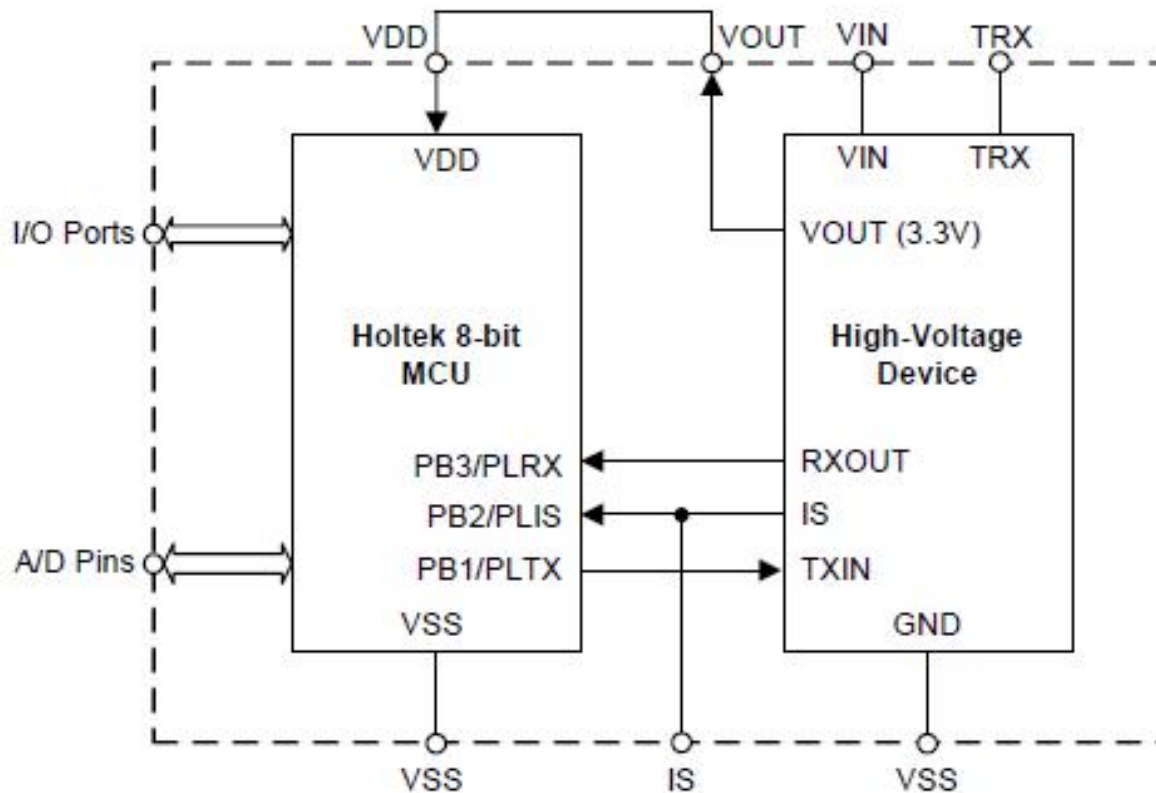 VDD
VOUT
VIN
TRX
VDD
VIN
TRX
I/O Ports
VOUT (3.3V)
Holtek 8-bit
MCU
High-Voltage
Device
PB3/PLRX
RXOUT
PB2/PLIS
IS
A/D Pins
PB1/PLTX
TXIN
VSS
GND
VSS
IS
VSS